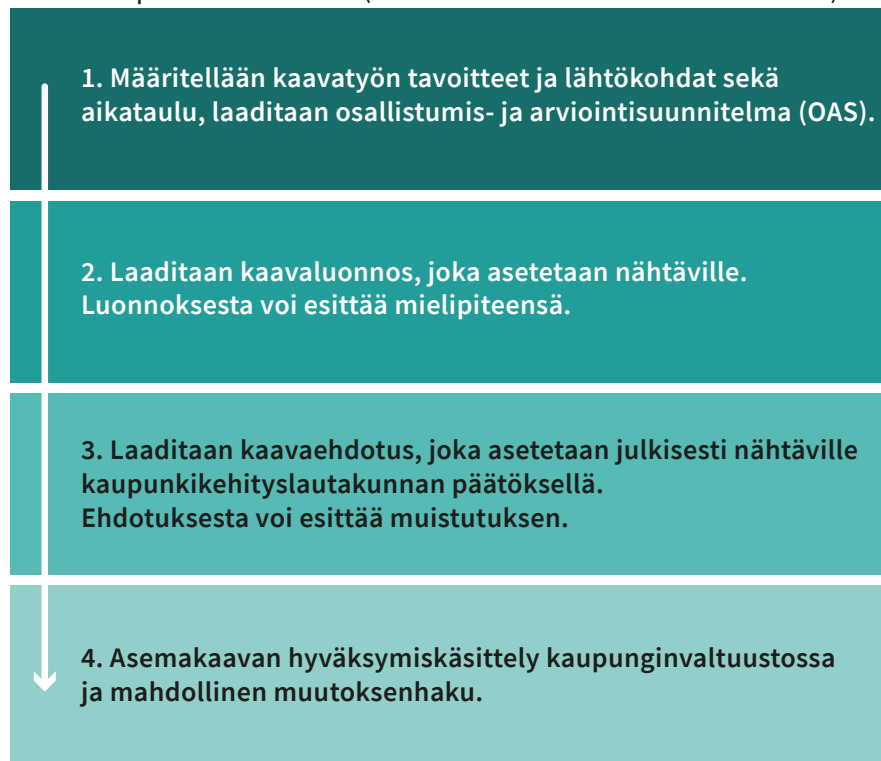 1. Määritellään kaavatyön tavoitteet ja lähtökohdat sekä
aikataulu, laaditaan osallistumis- ja arviointisuunnitelma (OAS).
2. Laaditaan kaavaluonnos, joka asetetaan nähtäville.
Luonnoksesta voi esittää mielipiteensä.
3. Laaditaan kaavaehdotus, joka asetetaan julkisesti nähtäville
kaupunkikehityslautakunnan päätöksellä.
Ehdotuksesta voi esittää muistutuksen.
4. Asemakaavan hyväksymiskäsittely kaupunginvaltuustossa
ja mahdollinen muutoksenhaku.